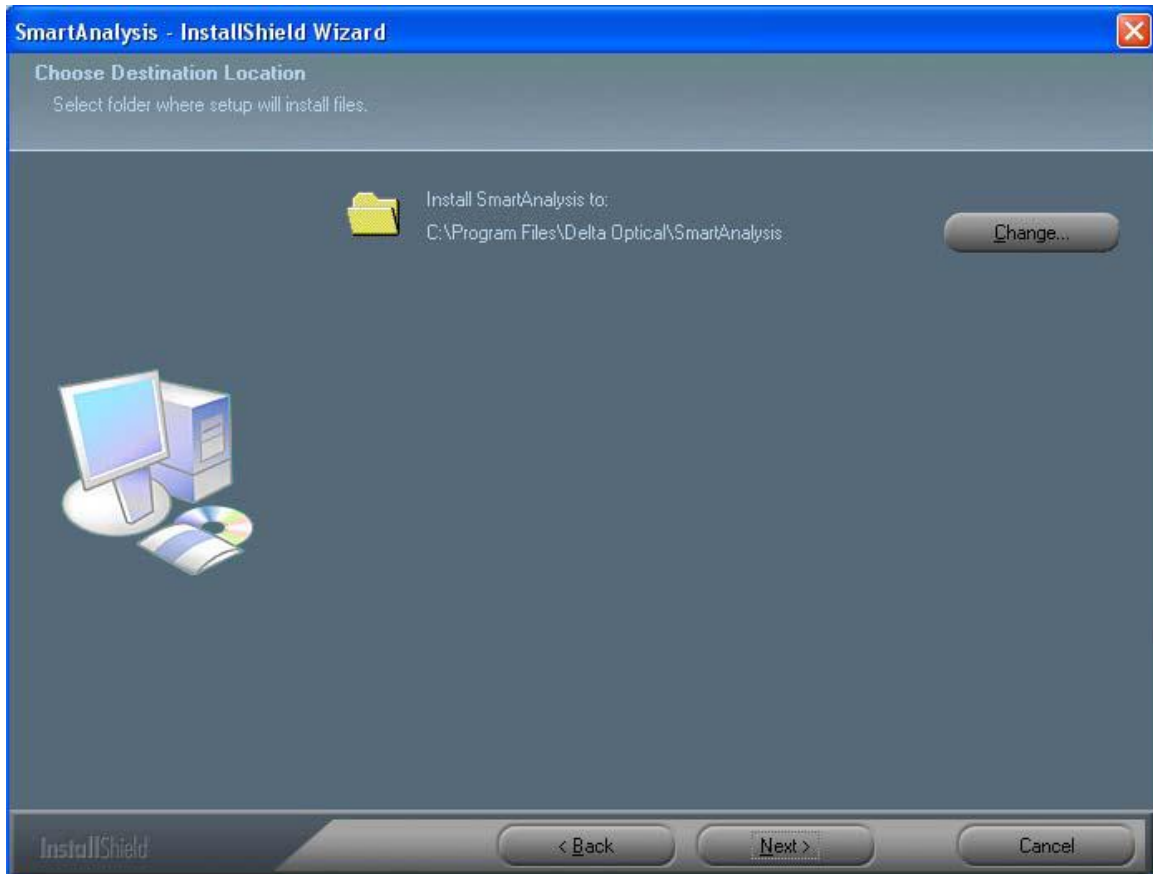 SmartAnalysis - InstallShield Wizard
Choose Destination Location
Select folder where setup will install files.
Install SmartAnalysis to:
C:\Program Files\Delta Optical\SmartAnalysis
Change...
InstallShield
< Back
Next >
Cancel